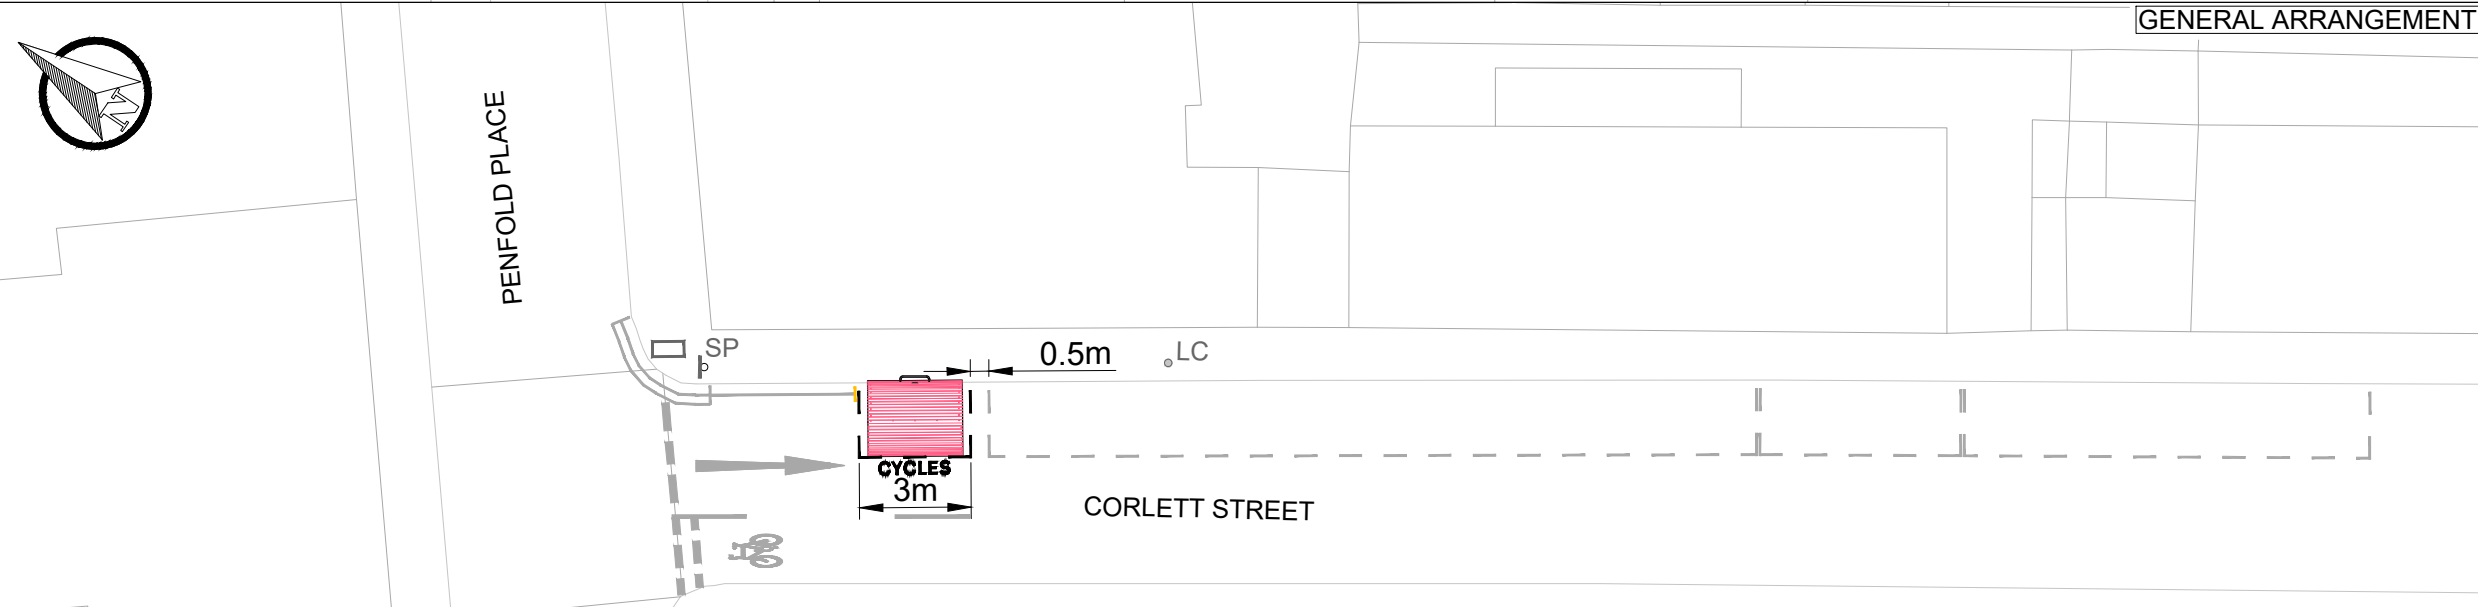 GENERAL ARRANGEMENT
N
PENFOLD PLACE
SP
0.5m
LC
CYCLES
3m
CORLETT STREET